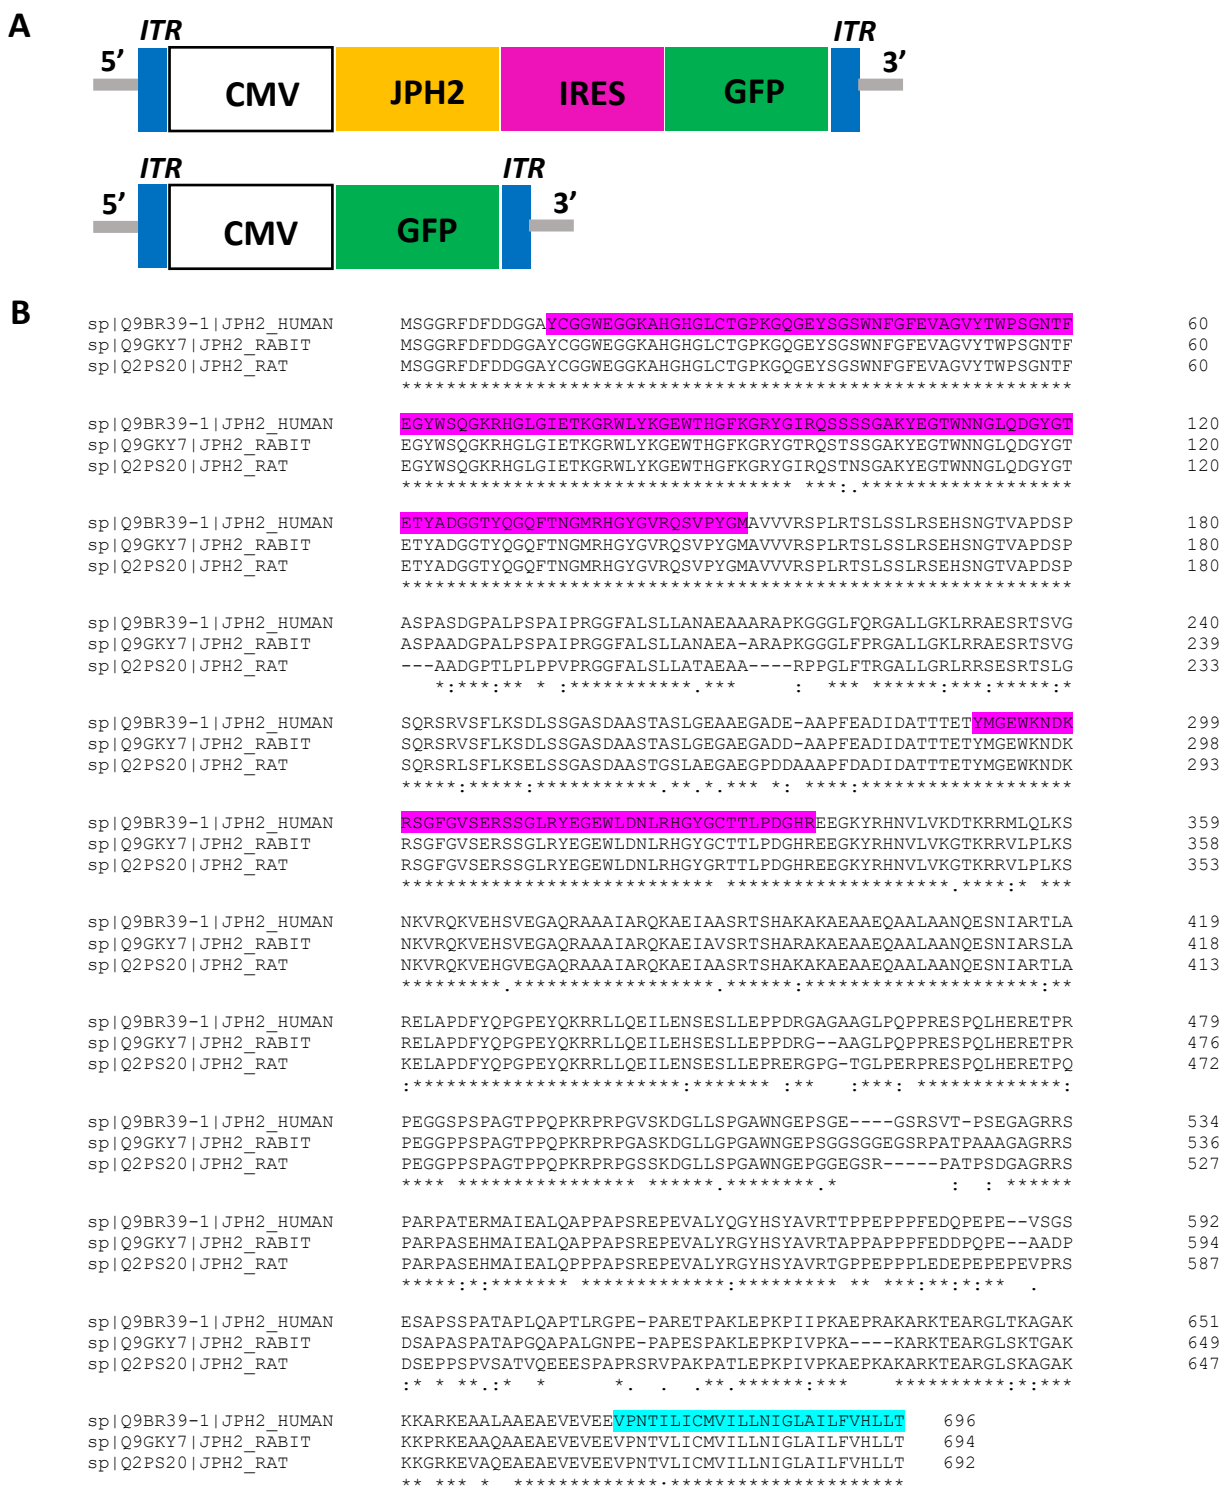 A
ITR ITR
5’ CMV JPH2 IRES GFP 3’
ITR ITR
5’ CMV GFP 3’
B
sp|Q9BR39-1|JPH2_HUMAN MSGGRFDFDDGGAYCGGWEGGKAHGHGLCTGPKGQGEYSGSWNFGFEVAGVYTWPSGNTF 60
sp|Q9GKY7|JPH2_RABIT MSGGRFDFDDGGAYCGGWEGGKAHGHGLCTGPKGQGEYSGSWNFGFEVAGVYTWPSGNTF 60
sp|Q2PS20|JPH2_RAT MSGGRFDFDDGGAYCGGWEGGKAHGHGLCTGPKGQGEYSGSWNFGFEVAGVYTWPSGNTF 60
************************************************************
sp|Q9BR39-1|JPH2_HUMAN EGYWSQGKRHGLGIETKGRWLYKGEWTHGFKGRYGIRQSSSSGAKYEGTWNNGLQDGYGT 120
sp|Q9GKY7|JPH2_RABIT EGYWSQGKRHGLGIETKGRWLYKGEWTHGFKGRYGTRQSTSSGAKYEGTWNNGLQDGYGT 120
sp|Q2PS20|JPH2_RAT EGYWSQGKRHGLGIETKGRWLYKGEWTHGFKGRYGIRQSTNSGAKYEGTWNNGLQDGYGT 120
*********************************** ***:.*******************
sp|Q9BR39-1|JPH2_HUMAN ETYADGGTYQGQFTNGMRHGYGVRQSVPYGMAVVVRSPLRTSLSSLRSEHSNGTVAPDSP 180
sp|Q9GKY7|JPH2_RABIT ETYADGGTYQGQFTNGMRHGYGVRQSVPYGMAVVVRSPLRTSLSSLRSEHSNGTVAPDSP 180
sp|Q2PS20|JPH2_RAT ETYADGGTYQGQFTNGMRHGYGVRQSVPYGMAVVVRSPLRTSLSSLRSEHSNGTVAPDSP 180
************************************************************
sp|Q9BR39-1|JPH2_HUMAN ASPASDGPALPSPAIPRGGFALSLLANAEAAARAPKGGGLFQRGALLGKLRRAESRTSVG 240
sp|Q9GKY7|JPH2_RABIT ASPAADGPALPSPAIPRGGFALSLLANAEA-ARAPKGGGLFPRGALLGKLRRAESRTSVG 239
sp|Q2PS20|JPH2_RAT ---AADGPTLPLPPVPRGGFALSLLATAEAA----RPPGLFTRGALLGRLRRSESRTSLG 233
*:***:** * :***********.***     :  *** ******:***:*****:*
sp|Q9BR39-1|JPH2_HUMAN SQRSRVSFLKSDLSSGASDAASTASLGEAAEGADE-AAPFEADIDATTTETYMGEWKNDK 299
sp|Q9GKY7|JPH2_RABIT SQRSRVSFLKSDLSSGASDAASTASLGEGAEGADD-AAPFEADIDATTTETYMGEWKNDK 298
sp|Q2PS20|JPH2_RAT SQRSRLSFLKSELSSGASDAASTGSLAEGAEGPDDAAAPFDADIDATTTETYMGEWKNDK 293
*****:*****:***********.**.*.*** *: ****:*******************
sp|Q9BR39-1|JPH2_HUMAN RSGFGVSERSSGLRYEGEWLDNLRHGYGCTTLPDGHREEGKYRHNVLVKDTKRRMLQLKS 359
sp|Q9GKY7|JPH2_RABIT RSGFGVSERSSGLRYEGEWLDNLRHGYGCTTLPDGHREEGKYRHNVLVKGTKRRVLPLKS 358
sp|Q2PS20|JPH2_RAT RSGFGVSERSSGLRYEGEWLDNLRHGYGRTTLPDGHREEGKYRHNVLVKGTKRRVLPLKS 353
**************************** ********************.****:* ***
sp|Q9BR39-1|JPH2_HUMAN NKVRQKVEHSVEGAQRAAAIARQKAEIAASRTSHAKAKAEAAEQAALAANQESNIARTLA 419
sp|Q9GKY7|JPH2_RABIT NKVRQKVEHSVEGAQRAAAIARQKAEIAVSRTSHARAKAEAAEQAALAANQESNIARSLA 418
sp|Q2PS20|JPH2_RAT NKVRQKVEHGVEGAQRAAAIARQKAEIAASRTSHAKAKAEAAEQAALAANQESNIARTLA 413
*********.******************.******:*********************:**
sp|Q9BR39-1|JPH2_HUMAN RELAPDFYQPGPEYQKRRLLQEILENSESLLEPPDRGAGAAGLPQPPRESPQLHERETPR 479
sp|Q9GKY7|JPH2_RABIT RELAPDFYQPGPEYQKRRLLQEILEHSESLLEPPDRG--AAGLPQPPRESPQLHERETPR 476
sp|Q2PS20|JPH2_RAT KELAPDFYQPGPEYQKRRLLQEILENSESLLEPRERGPG-TGLPERPRESPQLHERETPQ 472
:************************:******* :**   :***: *************:
sp|Q9BR39-1|JPH2_HUMAN PEGGSPSPAGTPPQPKRPRPGVSKDGLLSPGAWNGEPSGE----GSRSVT-PSEGAGRRS 534
sp|Q9GKY7|JPH2_RABIT PEGGPPSPAGTPPQPKRPRPGASKDGLLGPGAWNGEPSGGSGGEGSRPATPAAAGAGRRS 536
sp|Q2PS20|JPH2_RAT PEGGPPSPAGTPPQPKRPRPGSSKDGLLSPGAWNGEPGGEGSR-----PATPSDGAGRRS 527
**** **************** ******.********.*          :  : ******
sp|Q9BR39-1|JPH2_HUMAN PARPATERMAIEALQAPPAPSREPEVALYQGYHSYAVRTTPPEPPPFEDQPEPE--VSGS 592
sp|Q9GKY7|JPH2_RABIT PARPASEHMAIEALQAPPAPSREPEVALYRGYHSYAVRTAPPAPPPFEDDPQPE--AADP 594
sp|Q2PS20|JPH2_RAT PARPASEHMAIEALQPPPAPSREPEVALYRGYHSYAVRTGPPEPPPLEDEPEPEPEVPRS 587
*****:*:******* *************:********* ** ***:**:*:**  .
sp|Q9BR39-1|JPH2_HUMAN ESAPSSPATAPLQAPTLRGPE-PARETPAKLEPKPIIPKAEPRAKARKTEARGLTKAGAK 651
sp|Q9GKY7|JPH2_RABIT DSAPASPATAPGQAPALGNPE-PAPESPAKLEPKPIVPKA----KARKTEARGLSKTGAK 649
sp|Q2PS20|JPH2_RAT DSEPPSPVSATVQEEESPAPRSRVPAKPATLEPKPIVPKAEPKAKARKTEARGLSKAGAK 647
:* * **.:*  *      *.  .  .**.******:***    **********:*:***
sp|Q9BR39-1|JPH2_HUMAN KKARKEAALAAEAEVEVEEVPNTILICMVILLNIGLAILFVHLLT 696
sp|Q9GKY7|JPH2_RABIT KKPRKEAAQAAEAEVEVEEVPNTVLICMVILLNIGLAILFVHLLT 694
sp|Q2PS20|JPH2_RAT KKGRKEVAQEAEAEVEVEEVPNTVLICMVILLNIGLAILFVHLLT 692
** ***.*  *************:*********************